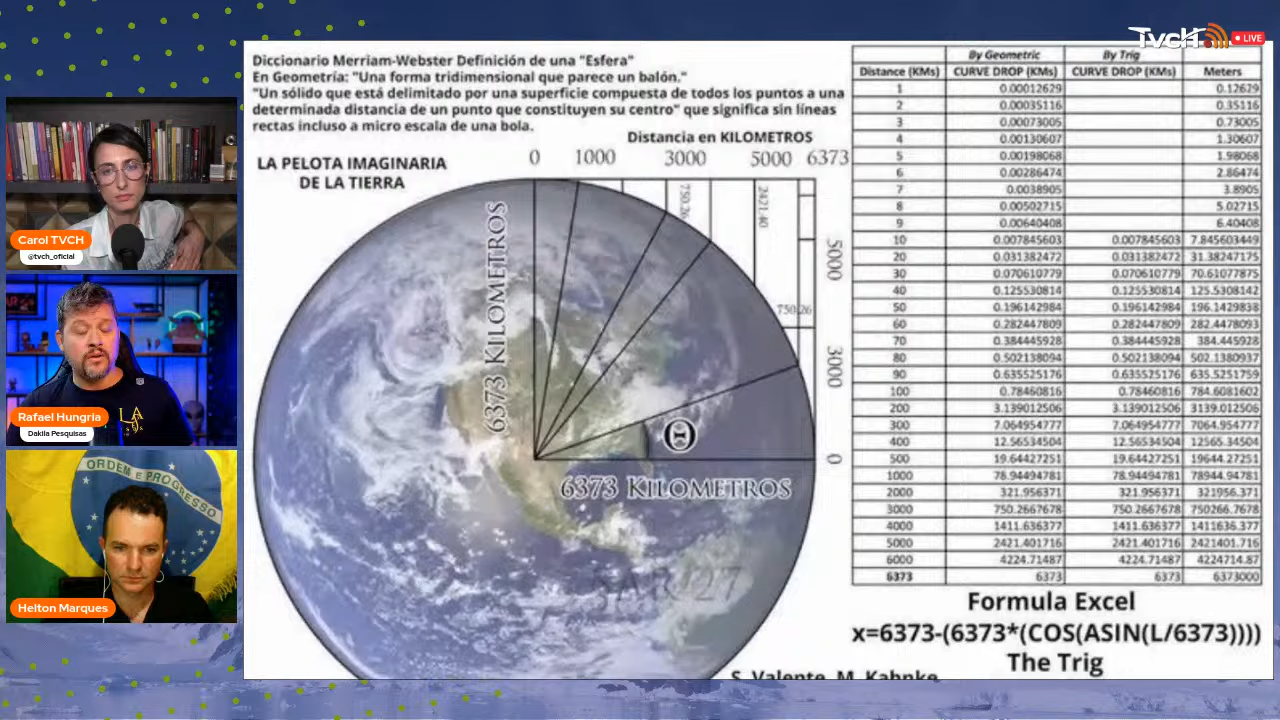 Tvch
LIVE
Carol TVCH
@tvch_oficial
Rafael Hungria
Dakila Pesquisas
ORDEM E PROGRESSO
Helton Marques
Diccionario Merriam-Webster Definición de una "Esfera"
En Geometría: "Una forma tridimensional que parece un balón."
"Un sólido que está delimitado por una superficie compuesta de todos los puntos a una
determinada distancia de un punto que constituyen su centro" que significa sin líneas
rectas incluso a micro escala de una bola.
Distancia en KILOMETROS
LA PELOTA IMAGINARIA
DE LA TIERRA
0 1000 3000 5000 6373
750.26
2421.40
5000
750.26
3000
0
6373 KILOMETROS
Θ
6373 KILOMETROS
S. Valente, M. Kahnke
By Geometric By Trig
Distance (KMs) CURVE DROP (KMs) CURVE DROP (KMs) Meters
1 0.00012629 0.12629
2 0.00035116 0.35116
3 0.00073005 0.73005
4 0.00130607 1.30607
5 0.00198068 1.98068
6 0.00286474 2.86474
7 0.0038905 3.8905
8 0.00502715 5.02715
9 0.00640408 6.40408
10 0.007845603 0.007845603 7.845603449
20 0.031382472 0.031382472 31.38247175
30 0.070610779 0.070610779 70.61077875
40 0.125530814 0.125530814 125.5308142
50 0.196142984 0.196142984 196.1429838
60 0.282447809 0.282447809 282.4478093
70 0.384445928 0.384445928 384.445928
80 0.502138094 0.502138094 502.1380937
90 0.635525176 0.635525176 635.5251759
100 0.78460816 0.78460816 784.6081602
200 3.139012506 3.139012506 3139.012506
300 7.064954777 7.064954777 7064.954777
400 12.56534504 12.56534504 12565.34504
500 19.64427251 19.64427251 19644.27251
1000 78.94494781 78.94494781 78944.94781
2000 321.956371 321.956371 321956.371
3000 750.2667678 750.2667678 750266.7678
4000 1411.636377 1411.636377 1411636.377
5000 2421.401716 2421.401716 2421401.716
6000 4224.71487 4224.71487 4224714.87
6373 6373 6373 6373000
Formula Excel
x=6373-(6373*(COS(ASIN(L/6373))))
The Trig